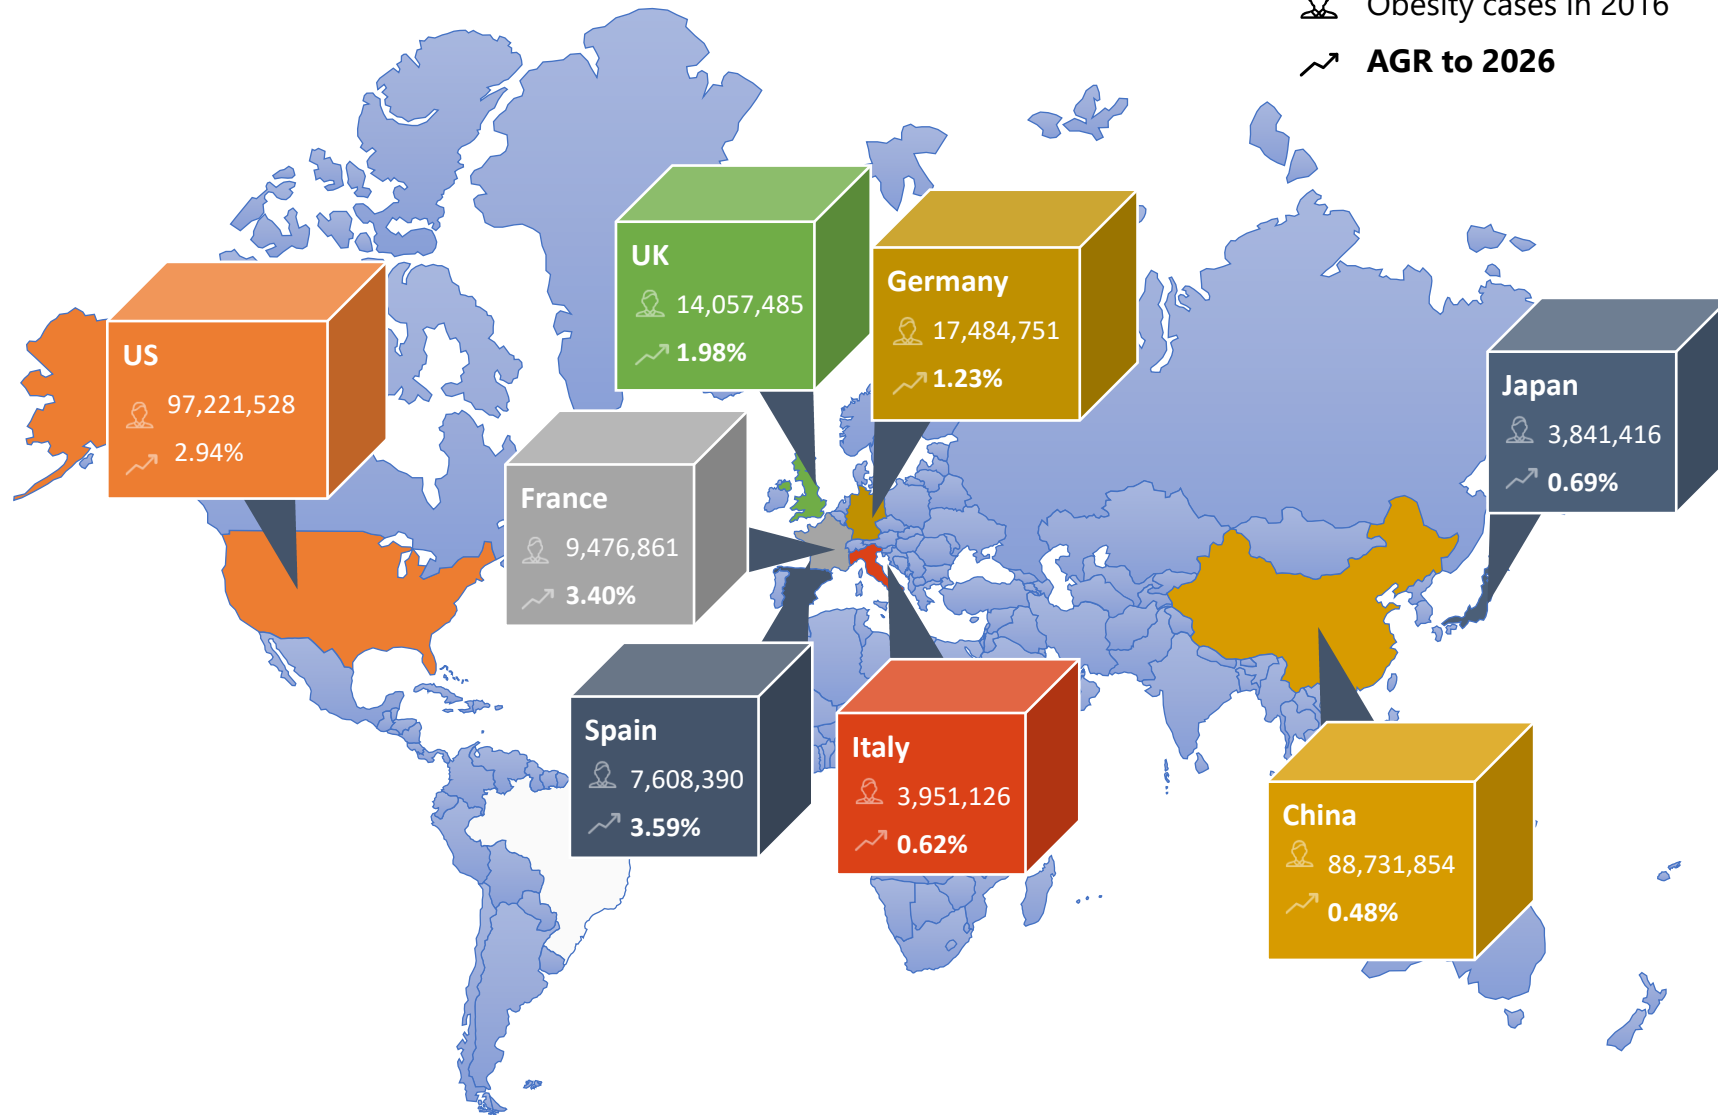 Obesity cases in 2016
AGR to 2026
UK
14,057,485
1.98%
Germany
17,484,751
1.23%
US
97,221,528
2.94%
Japan
3,841,416
0.69%
France
9,476,861
3.40%
Spain
7,608,390
3.59%
Italy
3,951,126
0.62%
China
88,731,854
0.48%